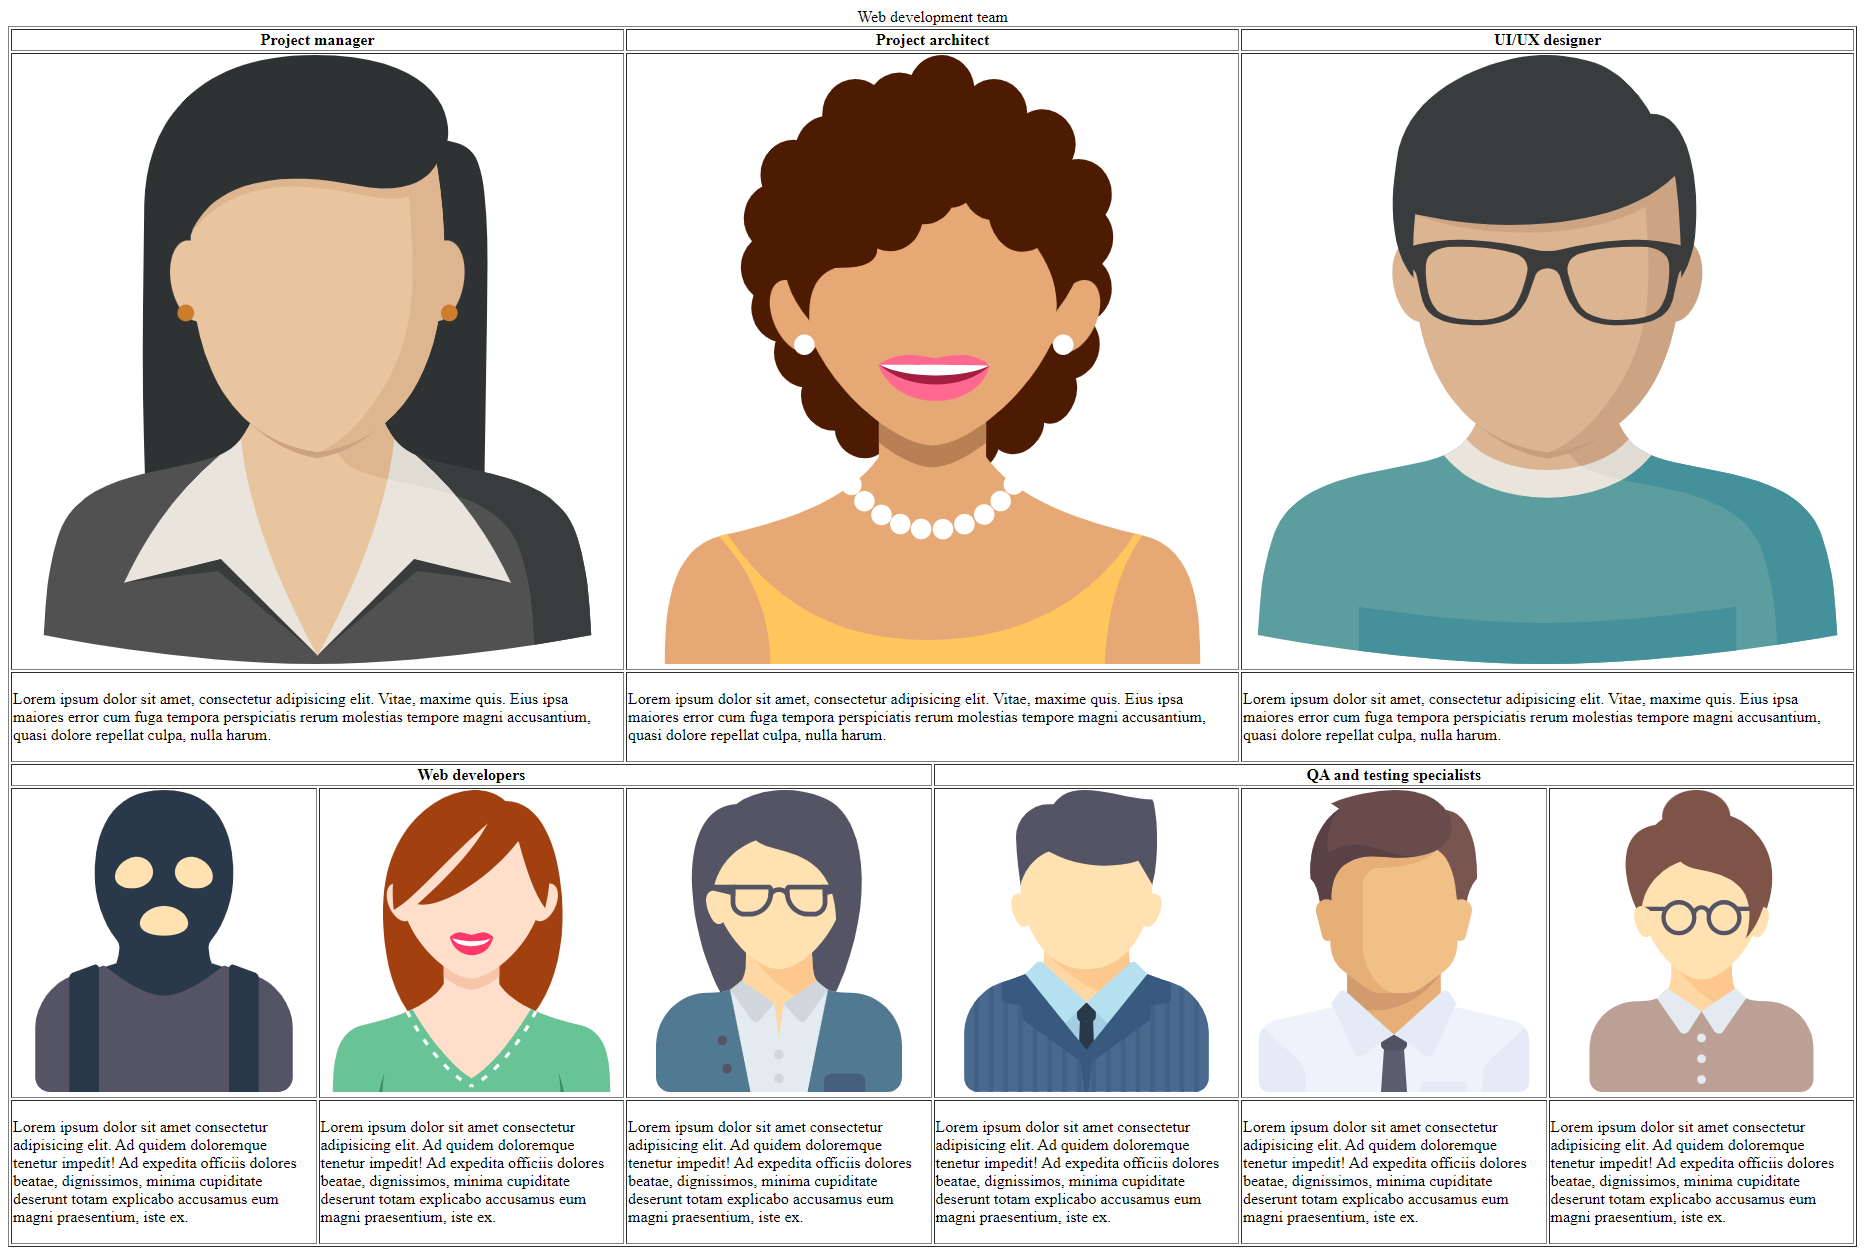 Web development team
Project manager
Project architect
UI/UX designer
Lorem ipsum dolor sit amet, consectetur adipisicing elit. Vitae, maxime quis. Eius ipsa
maiores error cum fuga tempora perspiciatis rerum molestias tempore magni accusantium,
quasi dolore repellat culpa, nulla harum.
Lorem ipsum dolor sit amet, consectetur adipisicing elit. Vitae, maxime quis. Eius ipsa
maiores error cum fuga tempora perspiciatis rerum molestias tempore magni accusantium,
quasi dolore repellat culpa, nulla harum.
Lorem ipsum dolor sit amet, consectetur adipisicing elit. Vitae, maxime quis. Eius ipsa
maiores error cum fuga tempora perspiciatis rerum molestias tempore magni accusantium,
quasi dolore repellat culpa, nulla harum.
Web developers
QA and testing specialists
Lorem ipsum dolor sit amet consectetur
adipisicing elit. Ad quidem doloremque
tenetur impedit! Ad expedita officiis dolores
beatae, dignissimos, minima cupiditate
deserunt totam explicabo accusamus eum
magni praesentium, iste ex.
Lorem ipsum dolor sit amet consectetur
adipisicing elit. Ad quidem doloremque
tenetur impedit! Ad expedita officiis dolores
beatae, dignissimos, minima cupiditate
deserunt totam explicabo accusamus eum
magni praesentium, iste ex.
Lorem ipsum dolor sit amet consectetur
adipisicing elit. Ad quidem doloremque
tenetur impedit! Ad expedita officiis dolores
beatae, dignissimos, minima cupiditate
deserunt totam explicabo accusamus eum
magni praesentium, iste ex.
Lorem ipsum dolor sit amet consectetur
adipisicing elit. Ad quidem doloremque
tenetur impedit! Ad expedita officiis dolores
beatae, dignissimos, minima cupiditate
deserunt totam explicabo accusamus eum
magni praesentium, iste ex.
Lorem ipsum dolor sit amet consectetur
adipisicing elit. Ad quidem doloremque
tenetur impedit! Ad expedita officiis dolores
beatae, dignissimos, minima cupiditate
deserunt totam explicabo accusamus eum
magni praesentium, iste ex.
Lorem ipsum dolor sit amet consectetur
adipisicing elit. Ad quidem doloremque
tenetur impedit! Ad expedita officiis dolores
beatae, dignissimos, minima cupiditate
deserunt totam explicabo accusamus eum
magni praesentium, iste ex.